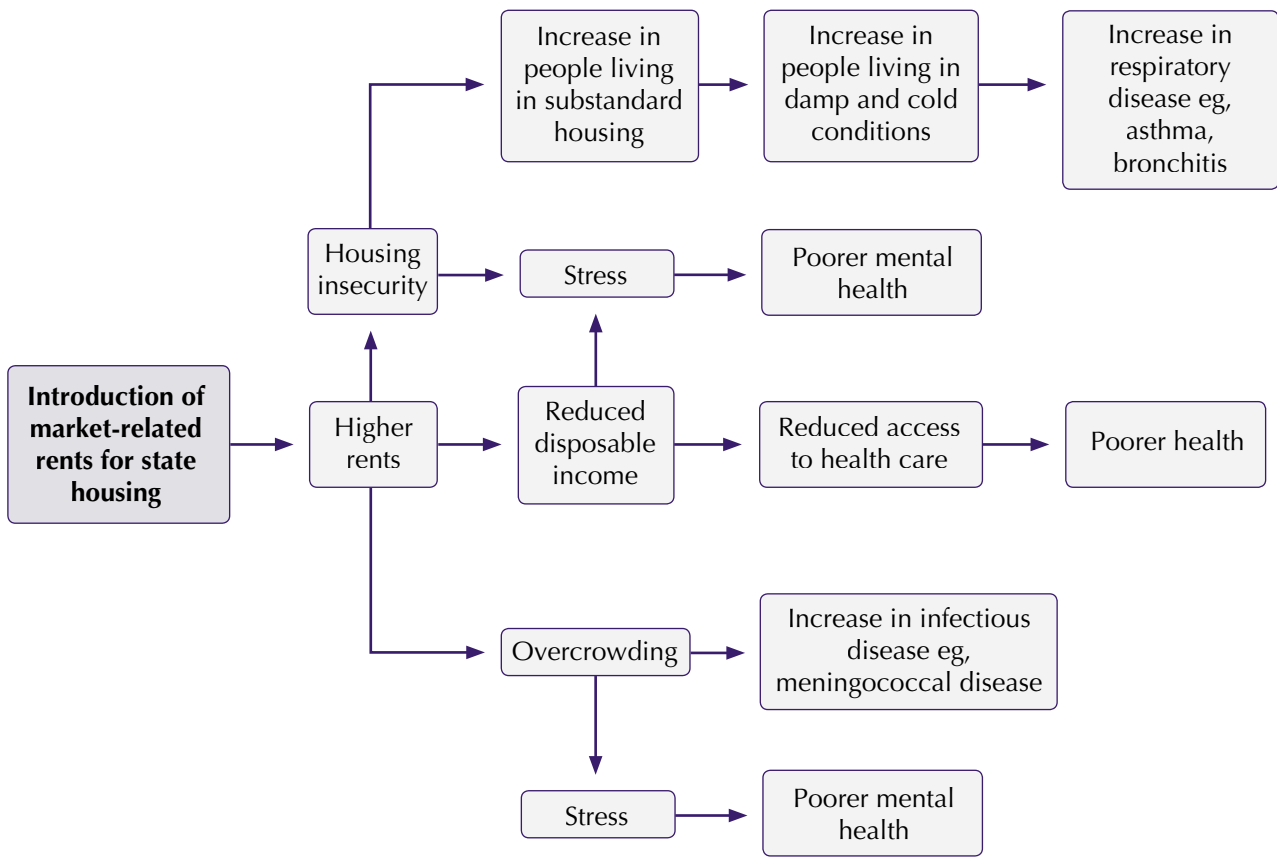 Increase in
people living
in substandard
housing
Increase in
people living in
damp and cold
conditions
Increase in
respiratory
disease eg,
asthma,
bronchitis
Housing
insecurity
Stress
Poorer mental
health
Introduction of
market-related
rents for state
housing
Higher
rents
Reduced
disposable
income
Reduced access
to health care
Poorer health
Overcrowding
Increase in infectious
disease eg,
meningococcal disease
Stress
Poorer mental
health